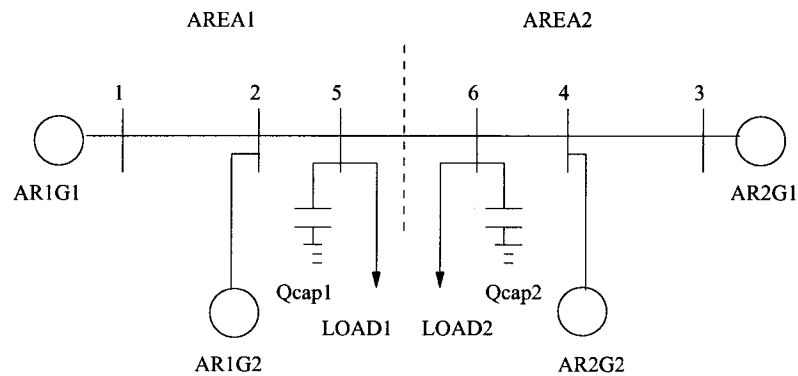 AREA1 AREA2
1 2 5 6 4 3
AR1G1 AR2G1
Qcap1 Qcap2
LOAD1 LOAD2
AR1G2 AR2G2